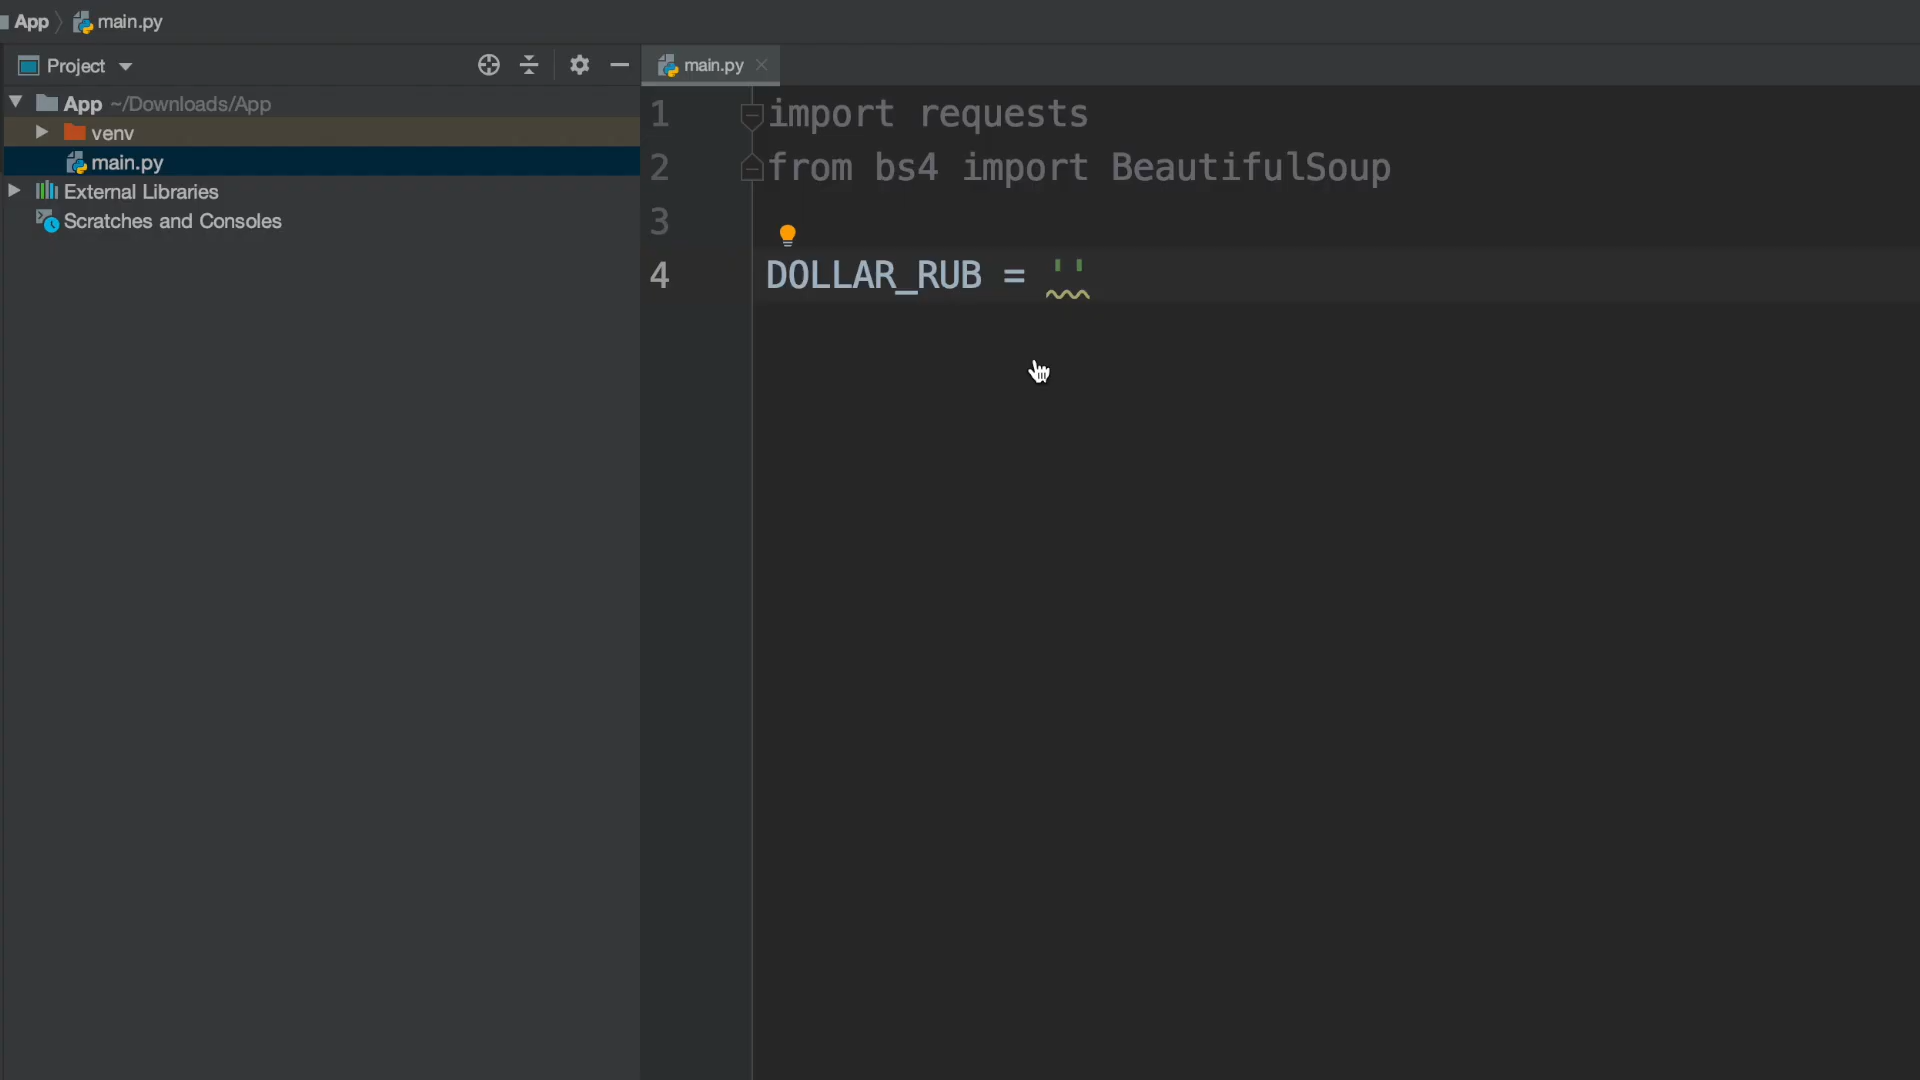 App main.py
Project
main.py
App ~/Downloads/App
venv
main.py
External Libraries
Scratches and Consoles
1 import requests
2 from bs4 import BeautifulSoup
3
4 DOLLAR_RUB = ''